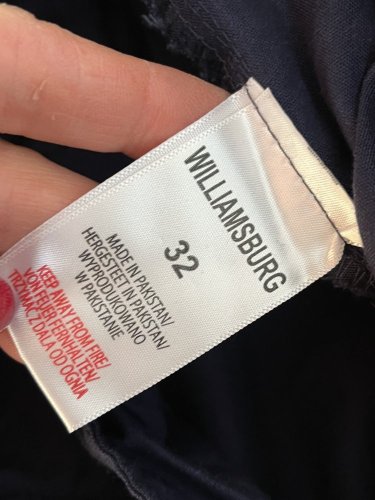 WILLIAMSBURG
32
MADE IN PAKISTAN/
HERGESTEET IN PAKISTAN/
WYPRODUKOWANO
W PAKISTANIE
KEEP AWAY FROM FIRE/
VON FEUER FERNHALTEN/
TRZYMAC Z DALA OD OGNIA